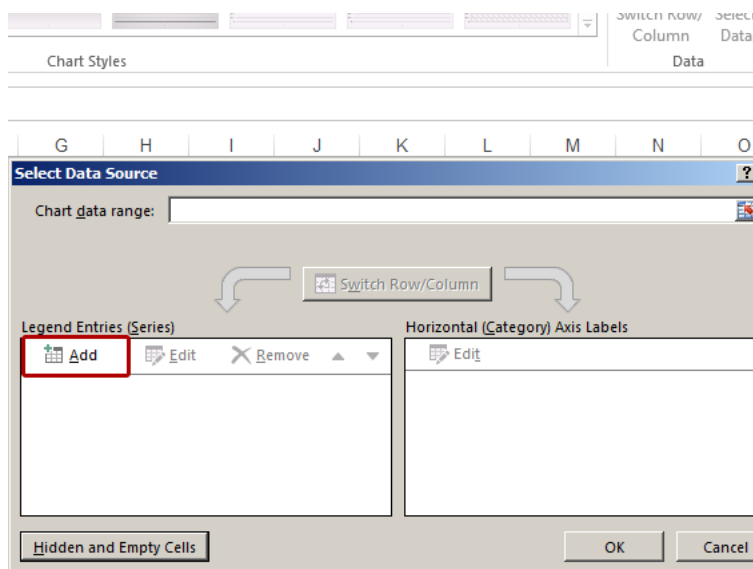 Switch Row/ Select
Column Data
Chart Styles Data
G H I J K L M N O
Select Data Source ?
Chart data range:
Switch Row/Column
Legend Entries (Series) Horizontal (Category) Axis Labels
Add Edit Remove Edit
Hidden and Empty Cells OK Cancel